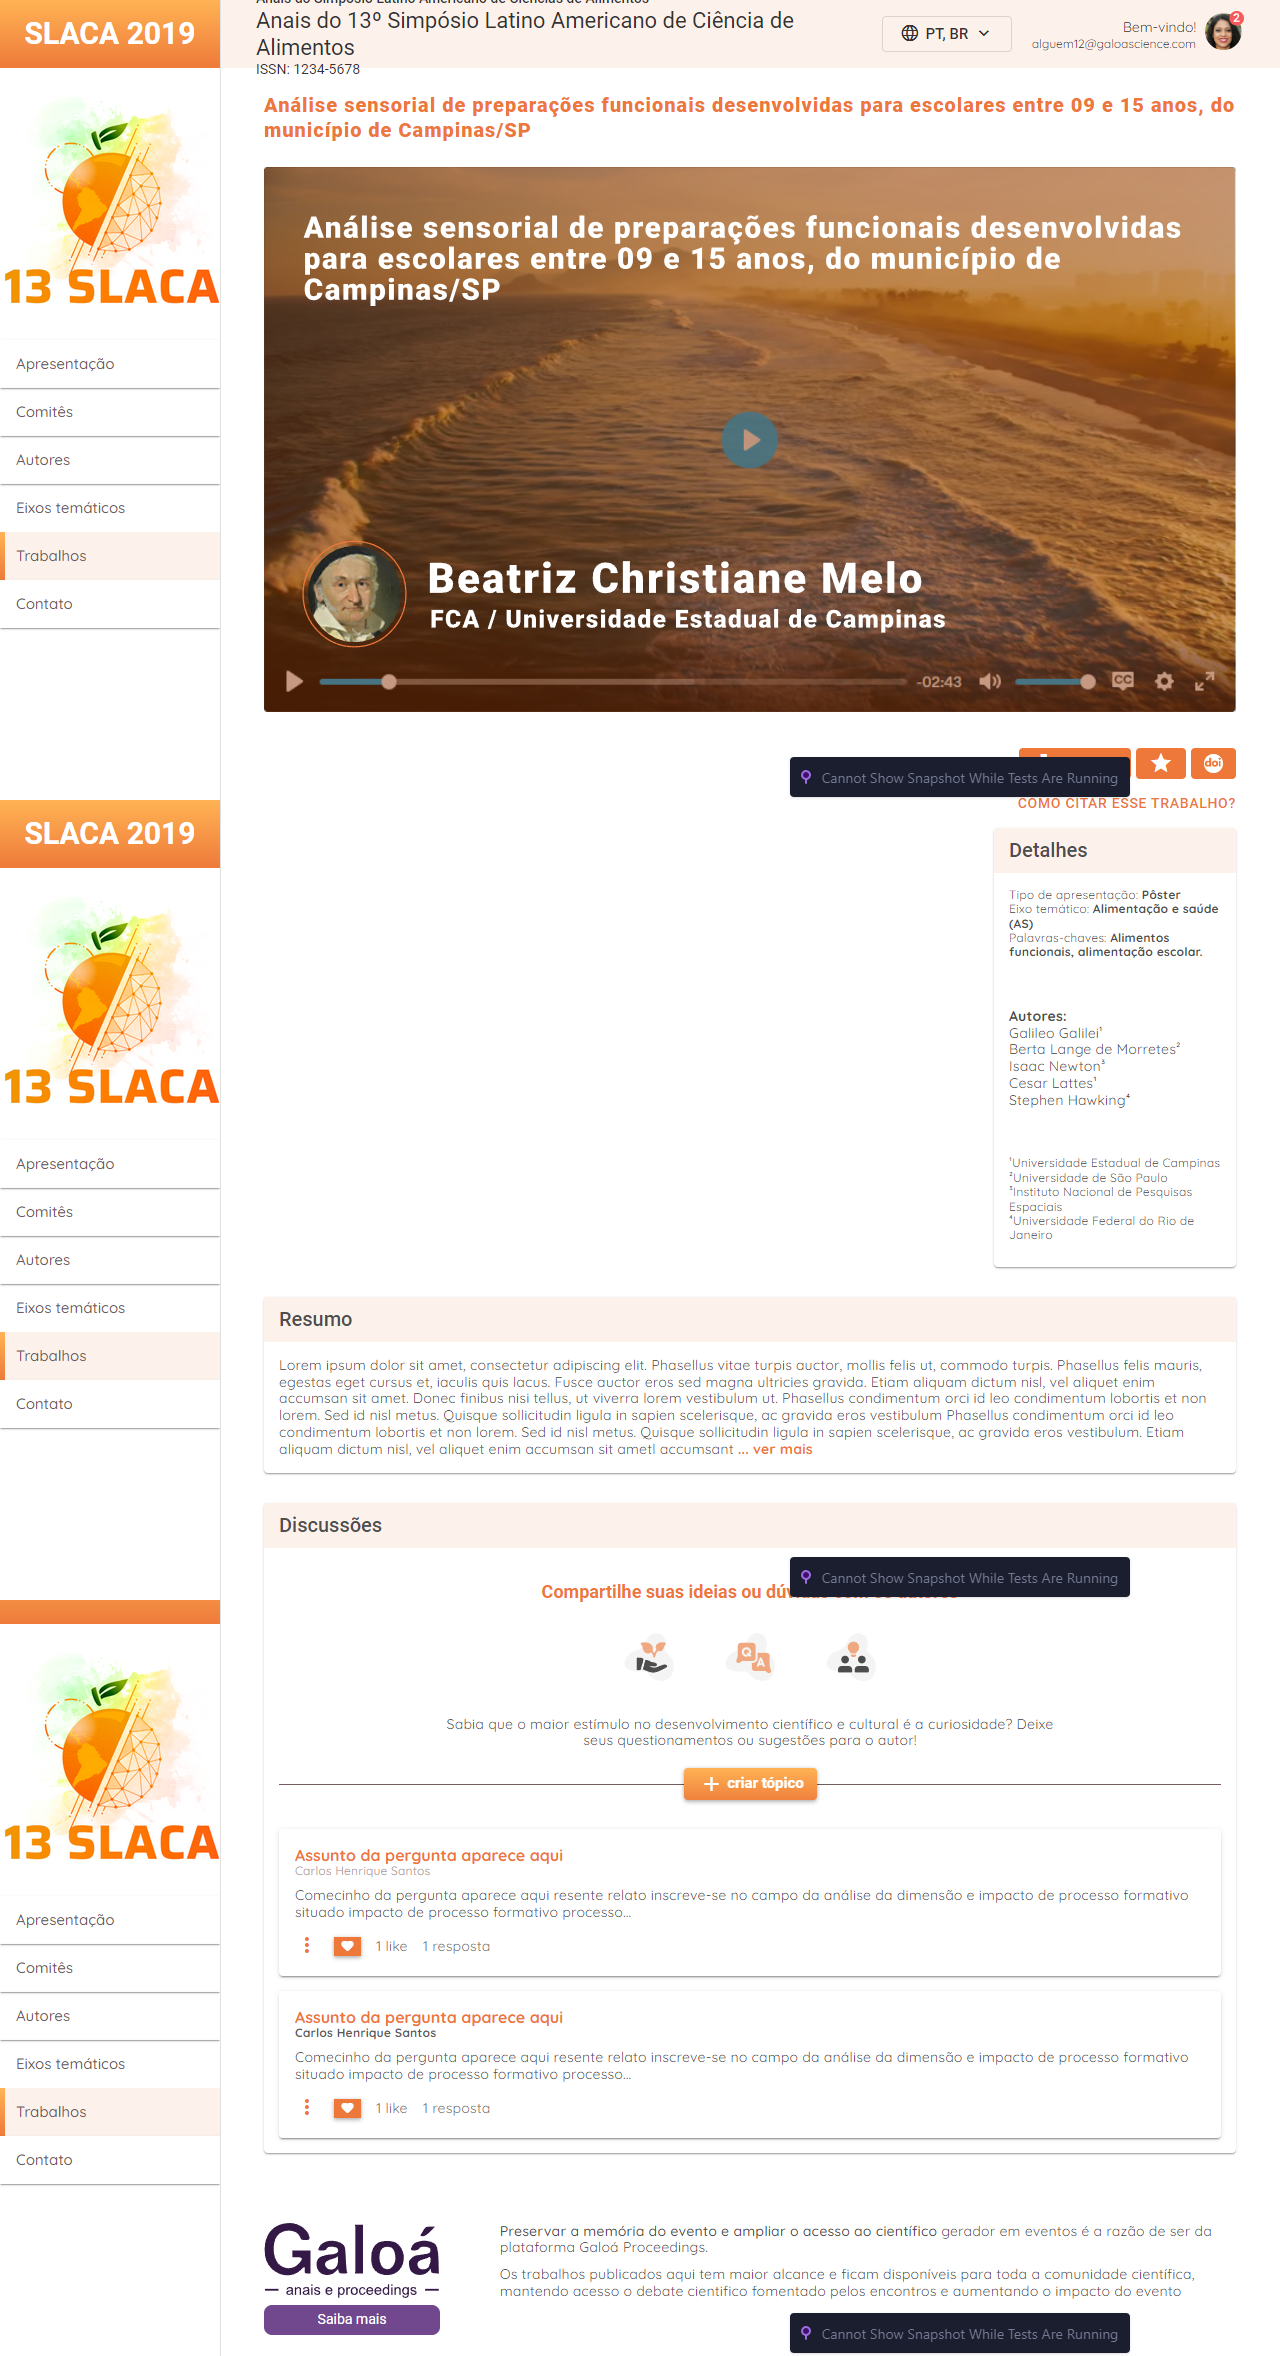 SLACA 2019
Anais do Simpósio Latino Americano de Ciências de Alimentos
Anais do 13º Simpósio Latino Americano de Ciência de
Alimentos
ISSN: 1234-5678
PT, BR
Bem-vindo!
alguem12@galoascience.com
2
13 SLACA
Apresentação
Comitês
Autores
Eixos temáticos
Trabalhos
Contato
Análise sensorial de preparações funcionais desenvolvidas para escolares entre 09 e 15 anos, do
município de Campinas/SP
Análise sensorial de preparações funcionais desenvolvidas
para escolares entre 09 e 15 anos, do município de
Campinas/SP
Beatriz Christiane Melo
FCA / Universidade Estadual de Campinas
-02:43
CC
doi
Cannot Show Snapshot While Tests Are Running
COMO CITAR ESSE TRABALHO?
SLACA 2019
13 SLACA
Apresentação
Comitês
Autores
Eixos temáticos
Trabalhos
Contato
Detalhes
Tipo de apresentação: Pôster
Eixo temático: Alimentação e saúde
(AS)
Palavras-chaves: Alimentos
funcionais, alimentação escolar.
Autores:
Galileo Galilei¹
Berta Lange de Morretes²
Isaac Newton³
Cesar Lattes¹
Stephen Hawking⁴
¹Universidade Estadual de Campinas
²Universidade de São Paulo
³Instituto Nacional de Pesquisas
Espaciais
⁴Universidade Federal do Rio de
Janeiro
Resumo
Lorem ipsum dolor sit amet, consectetur adipiscing elit. Phasellus vitae turpis auctor, mollis felis ut, commodo turpis. Phasellus felis mauris,
egestas eget cursus et, iaculis quis lacus. Fusce auctor eros sed magna ultricies gravida. Etiam aliquam dictum nisl, vel aliquet enim
accumsan sit amet. Donec finibus nisi tellus, ut viverra lorem vestibulum ut. Phasellus condimentum orci id leo condimentum lobortis et non
lorem. Sed id nisl metus. Quisque sollicitudin ligula in sapien scelerisque, ac gravida eros vestibulum Phasellus condimentum orci id leo
condimentum lobortis et non lorem. Sed id nisl metus. Quisque sollicitudin ligula in sapien scelerisque, ac gravida eros vestibulum. Etiam
aliquam dictum nisl, vel aliquet enim accumsan sit ametl accumsant ... ver mais
Discussões
Cannot Show Snapshot While Tests Are Running
Compartilhe suas ideias ou
Q A
Sabia que o maior estímulo no desenvolvimento científico e cultural é a curiosidade? Deixe
seus questionamentos ou sugestões para o autor!
criar tópico
Assunto da pergunta aparece aqui
Carlos Henrique Santos
Comecinho da pergunta aparece aqui resente relato inscreve-se no campo da análise da dimensão e impacto de processo formativo
situado impacto de processo formativo processo...
1 like 1 resposta
Assunto da pergunta aparece aqui
Carlos Henrique Santos
Comecinho da pergunta aparece aqui resente relato inscreve-se no campo da análise da dimensão e impacto de processo formativo
situado impacto de processo formativo processo...
1 like 1 resposta
13 SLACA
Apresentação
Comitês
Autores
Eixos temáticos
Trabalhos
Contato
Galoá
anais e proceedings
Saiba mais
Preservar a memória do evento e ampliar o acesso ao científico gerador em eventos é a razão de ser da
plataforma Galoá Proceedings.
Os trabalhos publicados aqui tem maior alcance e ficam disponíveis para toda a comunidade científica,
mantendo acesso o debate cientifico fomentado pelos encontros e aumentando o impacto do evento
Cannot Show Snapshot While Tests Are Running